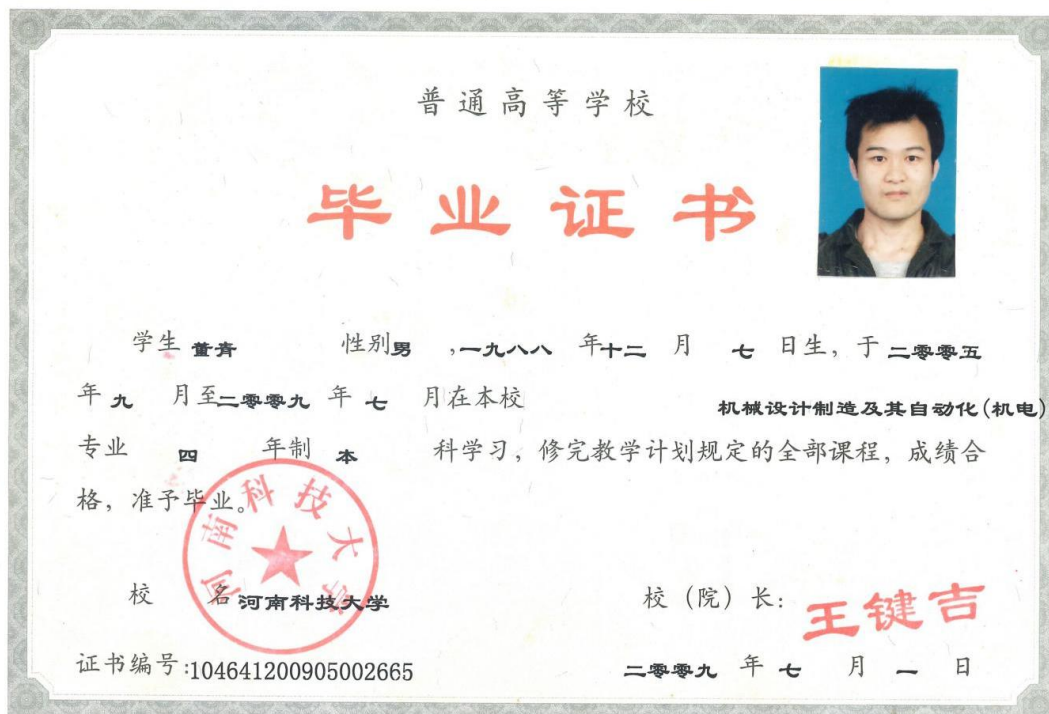 普通高等学校
毕业证书
学生 董青 性别男 ,一九八八 年十二 月 七 日生，于 二零零五
年 九 月至二零零九 年 七 月在本校 机械设计制造及其自动化(机电)
专业 四 年制 本 科学习，修完教学计划规定的全部课程，成绩合
格，准予毕业。
河南科技大学
校 名 河南科技大学 校（院）长：王键吉
证书编号:104641200905002665 二零零九 年 七 月 一 日